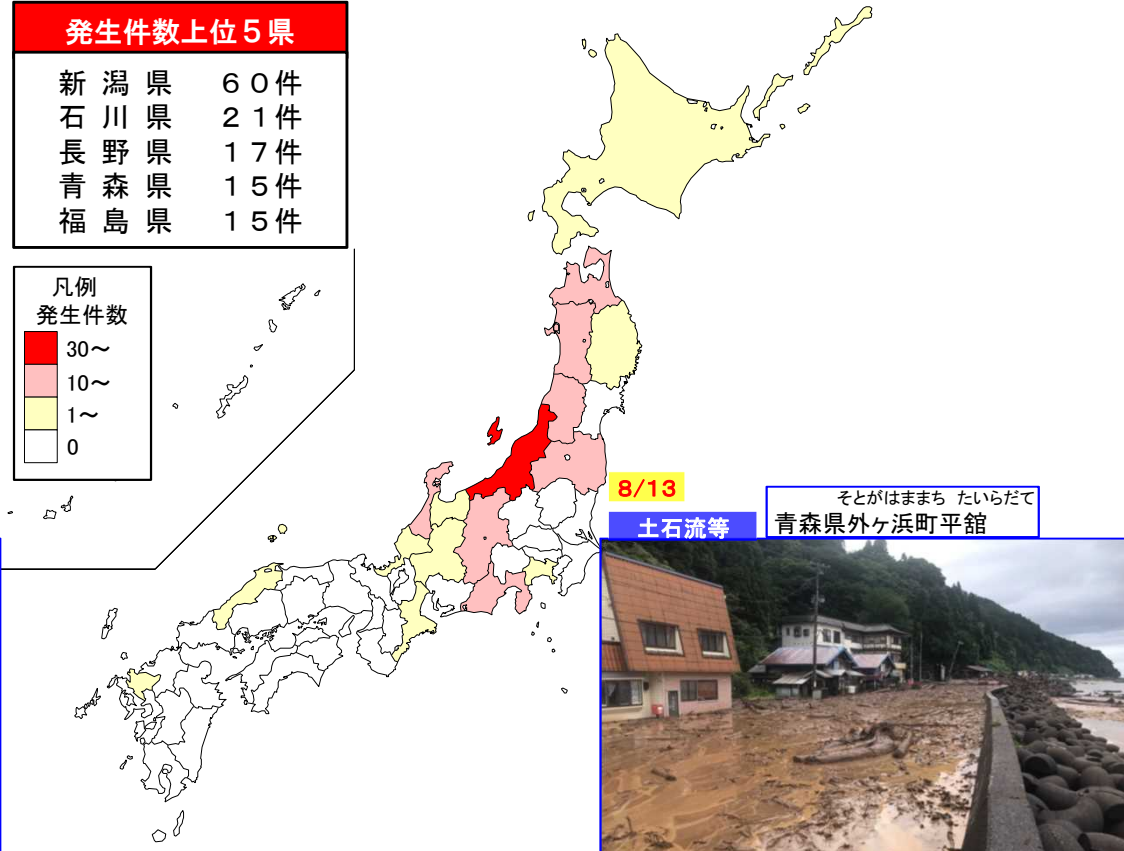 発生件数上位5県
新潟県 60件
石川県 21件
長野県 17件
青森県 15件
福島県 15件
凡例
発生件数
30～
10～
1～
0
8/13
土石流等
そとがはままち たいらだて
青森県外ヶ浜町平舘